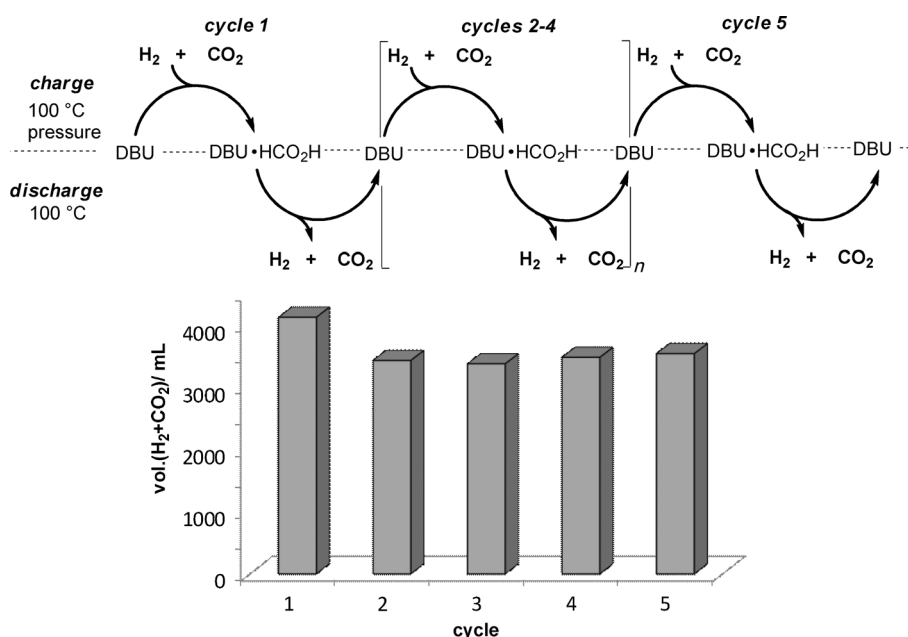 cycle 1 cycles 2-4 cycle 5
H2 + CO2 H2 + CO2 H2 + CO2
charge
100 °C
pressure
DBU DBU•HCO2H DBU DBU•HCO2H DBU DBU•HCO2H DBU
discharge
100 °C
H2 + CO2 H2 + CO2 n H2 + CO2
vol.(H2+CO2)/ mL
4000
3000
2000
1000
0
1 2 3 4 5
cycle